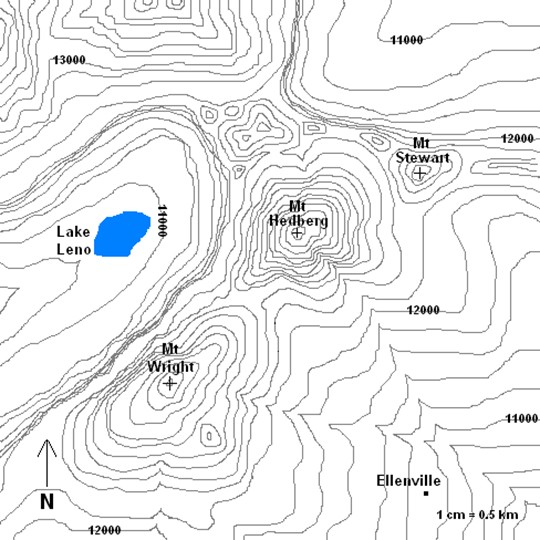 11000
13000
12000
Mt
Stewart
Mt
Hedberg
11000
Lake
Leno
12000
Mt
Wright
11000
N
Ellenville
1 cm = 0.5 km
12000